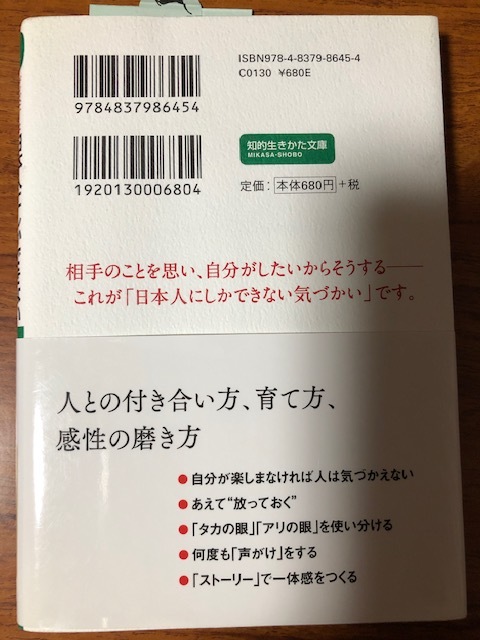 ISBN978-4-8379-8645-4
C0130 ¥680E
9784837986454
知的生きかた文庫
MIKASA-SHOBO
1920130006804
定価：本体680円+税
相手のことを思い、自分がしたいからそうする――
これが「日本人にしかできない気づかい」です。
人との付き合い方、育て方、
感性の磨き方
●自分が楽しまなければ人は気づかえない
●あえて“放っておく”
●「タカの眼」「アリの眼」を使い分ける
●何度も「声がけ」をする
●「ストーリー」で一体感をつくる